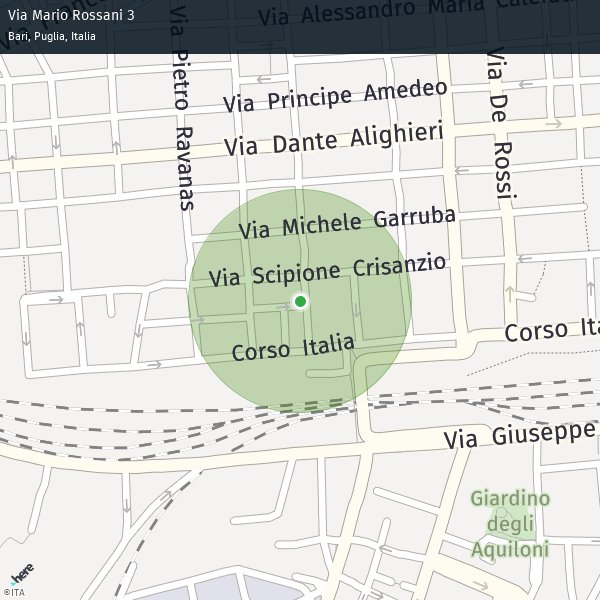 Via Mario Rossani 3
Bari, Puglia, Italia
Via Alessandro Maria
Via Pietro Ravanas
Via Principe Amedeo
Via De Rossi
Via Dante Alighieri
Via Michele Garruba
Via Scipione Crisanzio
Corso Italia
Corso Ita
Via Giuseppe
Giardino
degli
Aquiloni
here
©ITA